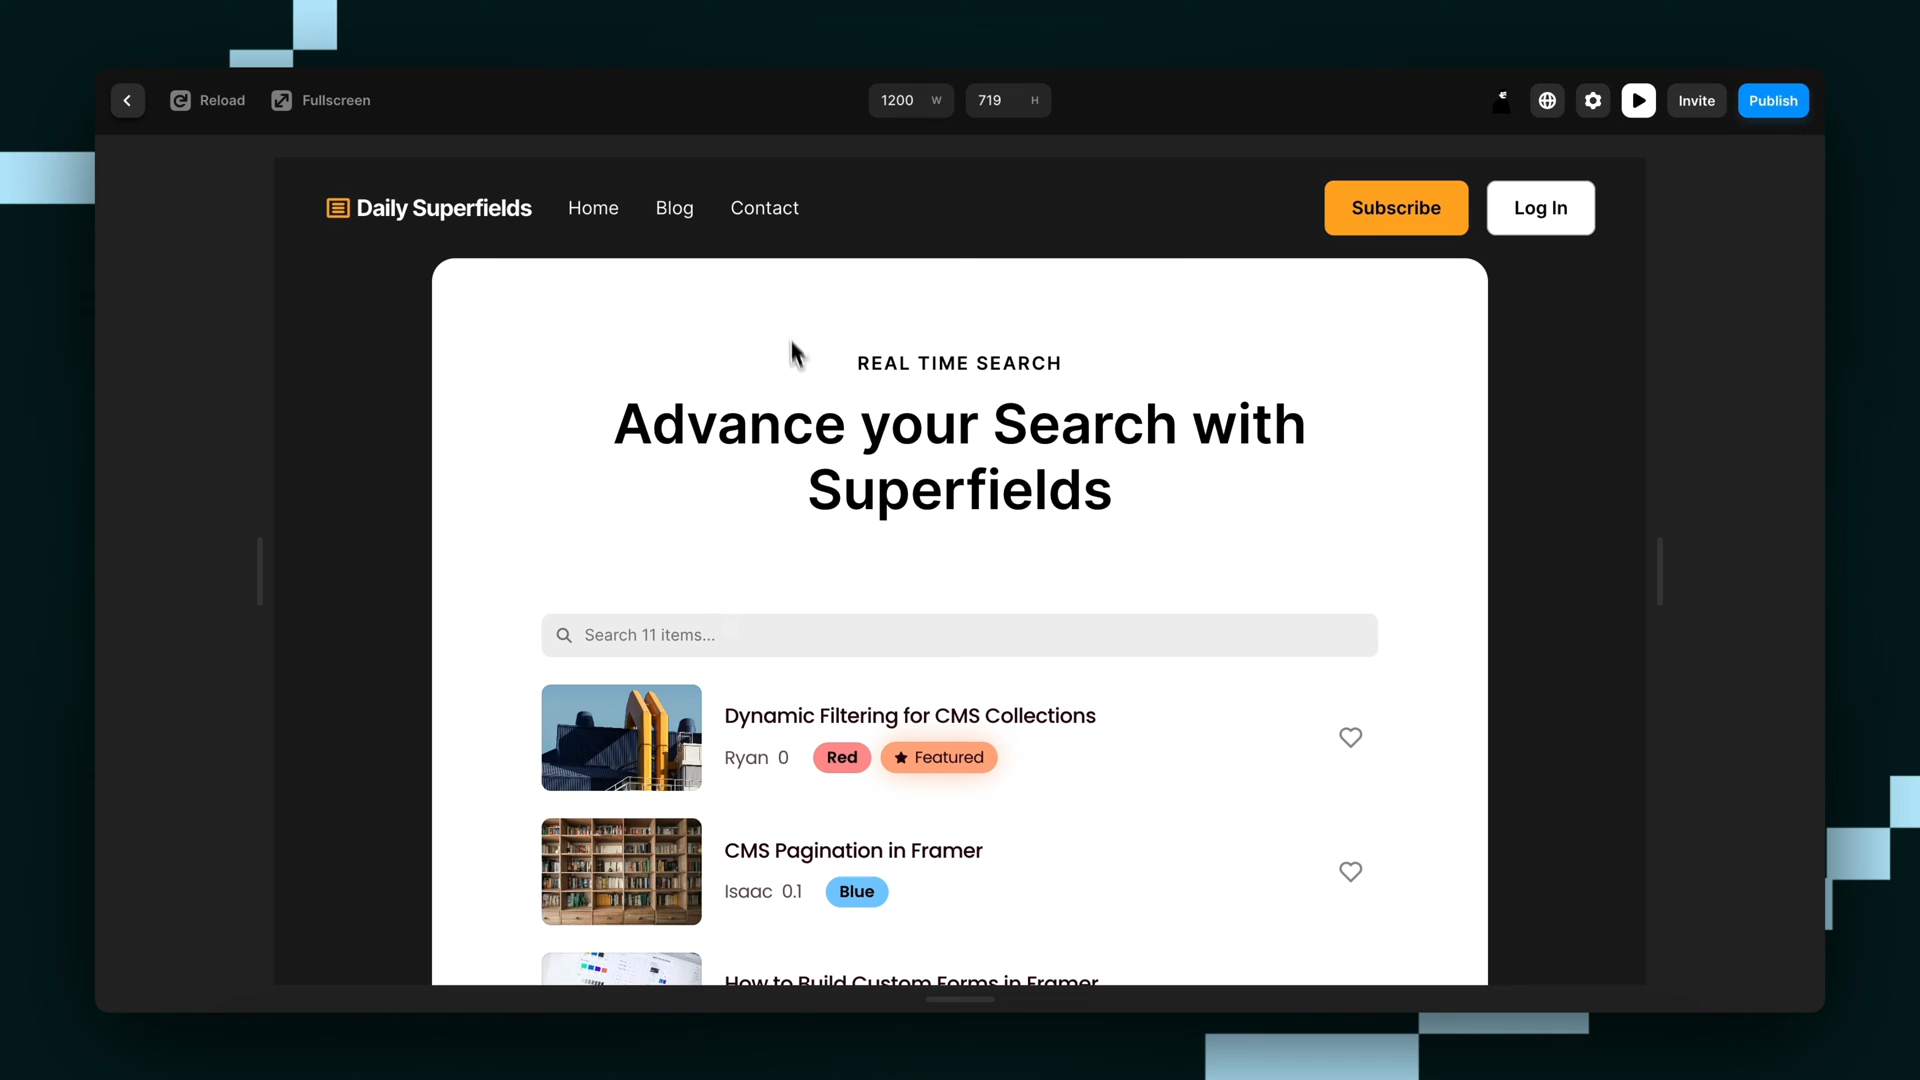 Reload Fullscreen 1200 W 719 H Invite Publish
Daily Superfields Home Blog Contact Subscribe Log In
REAL TIME SEARCH
Advance your Search with
Superfields
Search 11 items...
Dynamic Filtering for CMS Collections
Ryan 0 Red Featured
CMS Pagination in Framer
Isaac 0.1 Blue
How to Build Custom Forms in Framer